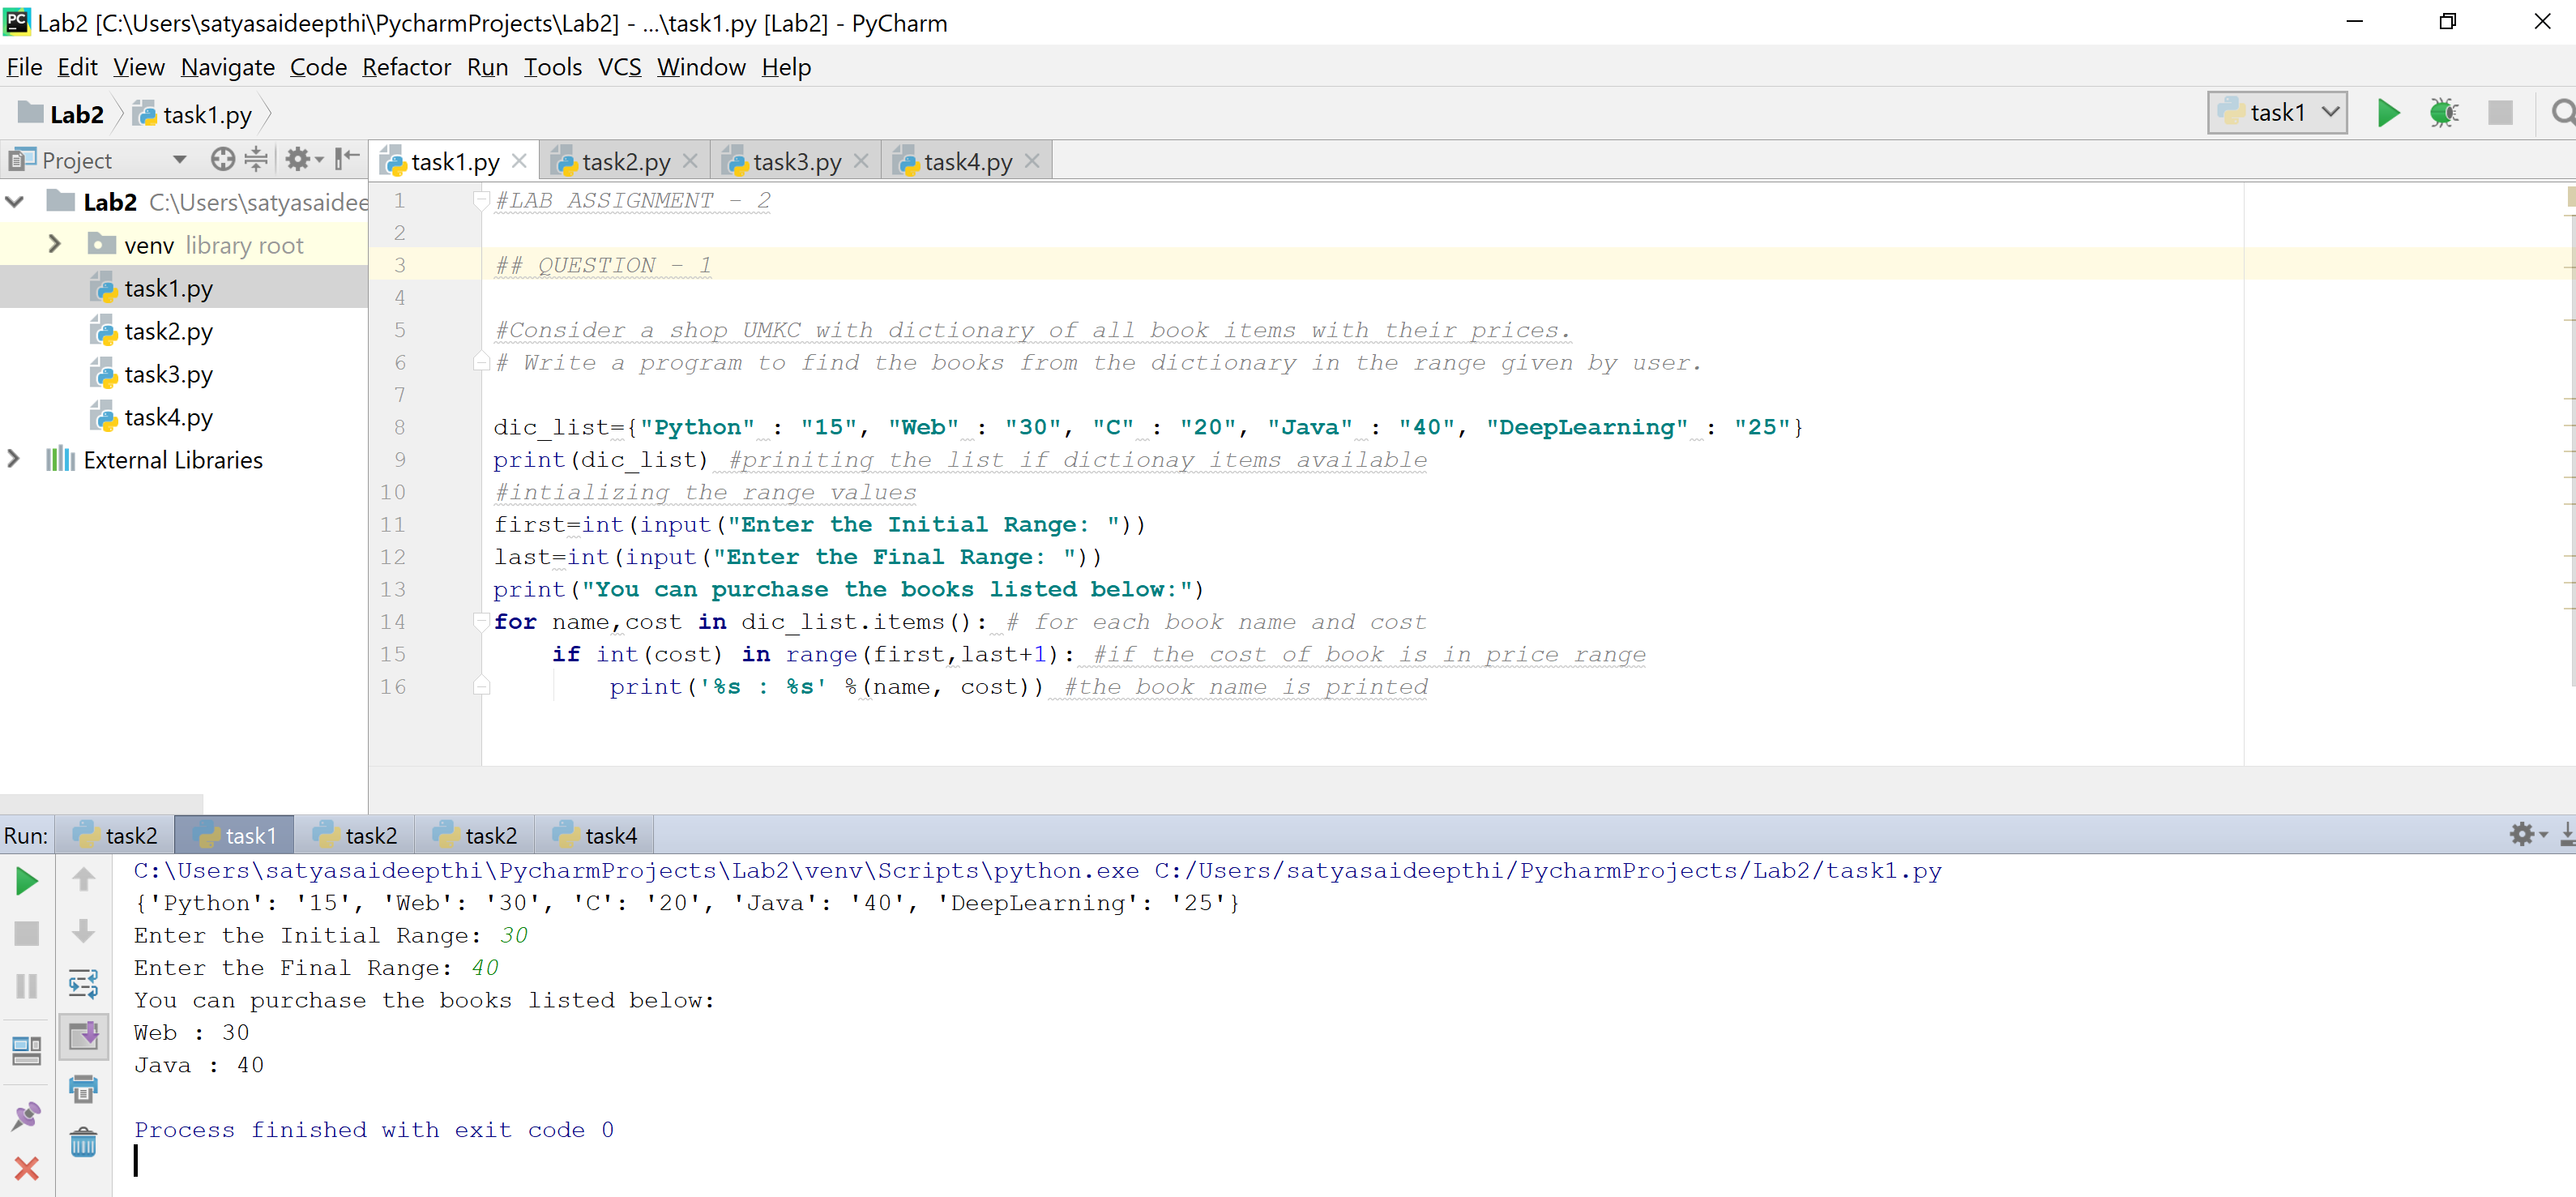 Lab2 [C:\Users\satyasaideepthi\PycharmProjects\Lab2] - ...\task1.py [Lab2] - PyCharm
File Edit View Navigate Code Refactor Run Tools VCS Window Help
Lab2 task1.py task1
Project task1.py task2.py task3.py task4.py
Lab2 C:\Users\satyasaidee
venv library root
task1.py
task2.py
task3.py
task4.py
External Libraries
1 #LAB ASSIGNMENT - 2
2
3 ## QUESTION - 1
4
5 #Consider a shop UMKC with dictionary of all book items with their prices.
6 # Write a program to find the books from the dictionary in the range given by user.
7
8 dic_list={"Python" : "15", "Web" : "30", "C" : "20", "Java" : "40", "DeepLearning" : "25"}
9 print(dic_list) #priniting the list if dictionay items available
10 #intializing the range values
11 first=int(input("Enter the Initial Range: "))
12 last=int(input("Enter the Final Range: "))
13 print("You can purchase the books listed below:")
14 for name,cost in dic_list.items(): # for each book name and cost
15 if int(cost) in range(first,last+1): #if the cost of book is in price range
16 print('%s : %s' %(name, cost)) #the book name is printed
Run: task2 task1 task2 task2 task4
C:\Users\satyasaideepthi\PycharmProjects\Lab2\venv\Scripts\python.exe C:/Users/satyasaideepthi/PycharmProjects/Lab2/task1.py
{'Python': '15', 'Web': '30', 'C': '20', 'Java': '40', 'DeepLearning': '25'}
Enter the Initial Range: 30
Enter the Final Range: 40
You can purchase the books listed below:
Web : 30
Java : 40
Process finished with exit code 0